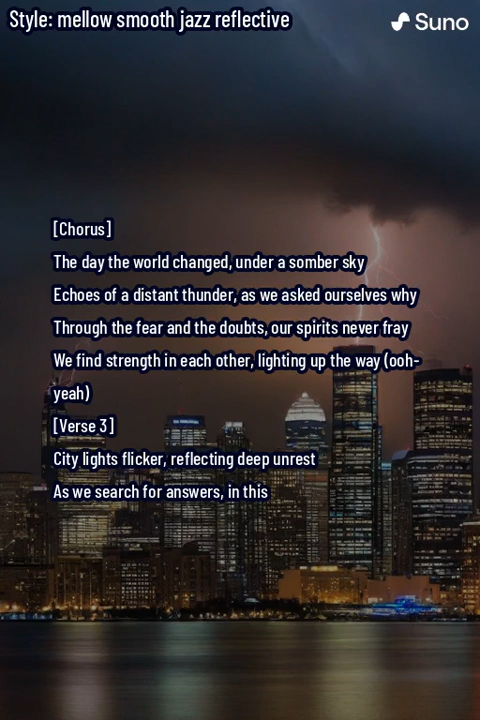 Style: mellow smooth jazz reflective
Suno
[Chorus]
The day the world changed, under a somber sky
Echoes of a distant thunder, as we asked ourselves why
Through the fear and the doubts, our spirits never fray
We find strength in each other, lighting up the way (ooh-
yeah)
[Verse 3]
City lights flicker, reflecting deep unrest
As we search for answers, in this